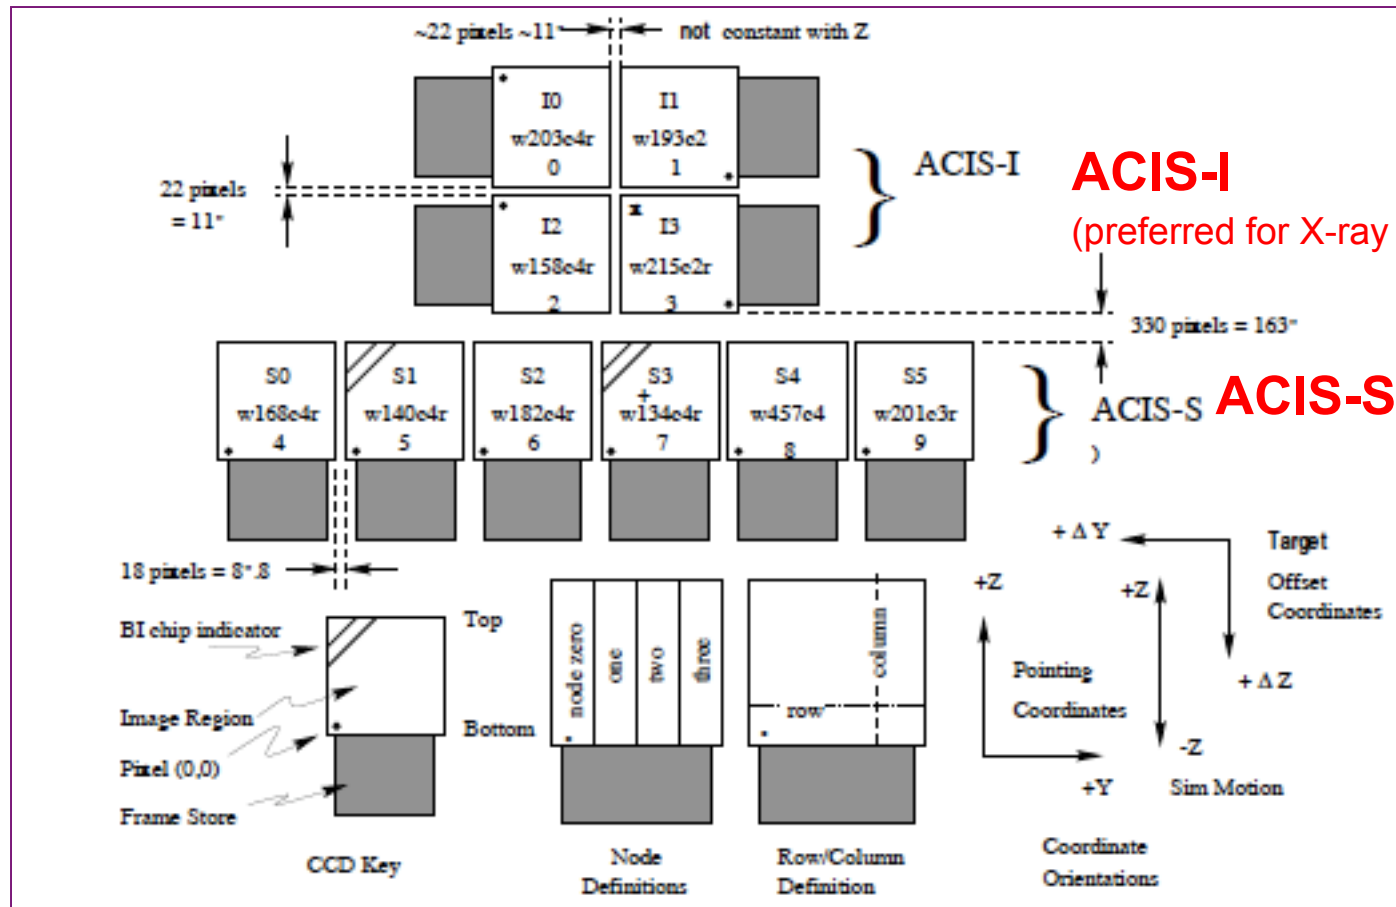 ~22 pixels ~11" not constant with Z
I0
w203c4r
0
I1
w193c2
1
22 pixels
= 11"
I2
w158c4r
2
I3
w215c2r
3
x
ACIS-I
ACIS-I
(preferred for X-ray
330 pixels = 163"
S0
w168c4r
4
S1
w140c4r
5
S2
w182c4r
6
S3
+
w134c4r
7
S4
w457c4
8
S5
w201c3r
9
ACIS-S
)
ACIS-S
18 pixels = 8".8
BI chip indicator
Image Region
Pixel (0,0)
Frame Store
Top
Bottom
CCD Key
node zero
one
two
three
Node
Definitions
column
row
Row/Column
Definition
+Z
Pointing
Coordinates
+Y
+ Δ Y
Target
Offset
Coordinates
+ Δ Z
+Z
-Z
Sim Motion
Coordinate
Orientations